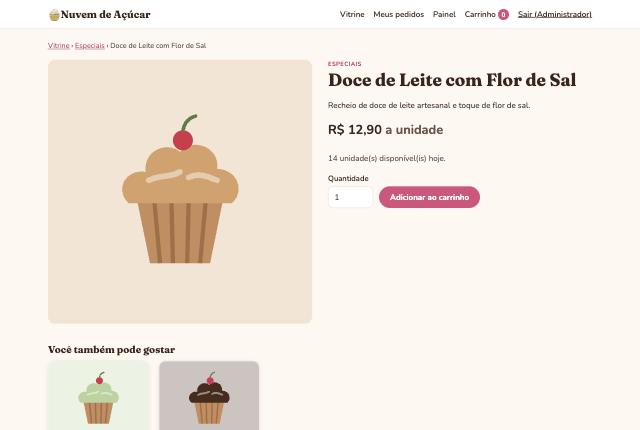 Nuvem de Açúcar
Vitrine Meus pedidos Painel Carrinho 0 Sair (Administrador)
Vitrine › Especiais › Doce de Leite com Flor de Sal
ESPECIAIS
Doce de Leite com Flor de Sal
Recheio de doce de leite artesanal e toque de flor de sal.
R$ 12,90 a unidade
14 unidade(s) disponível(is) hoje.
Quantidade
1 Adicionar ao carrinho
Você também pode gostar